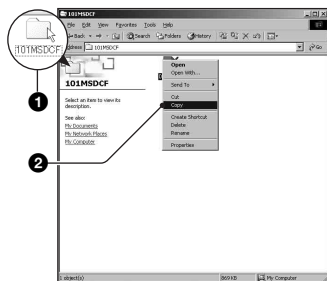 101MSDCF
File Edit View Favorites Tools Help
Back Search Folders History Go
Address 101MSDCF
101MSDCF
1
101MSDCF
Select an item to view its
description.
See also:
My Documents
My Network Places
My Computer
2
Open
Open With...
Send To
Cut
Copy
Create Shortcut
Delete
Rename
Properties
1 object(s) 869 KB My Computer